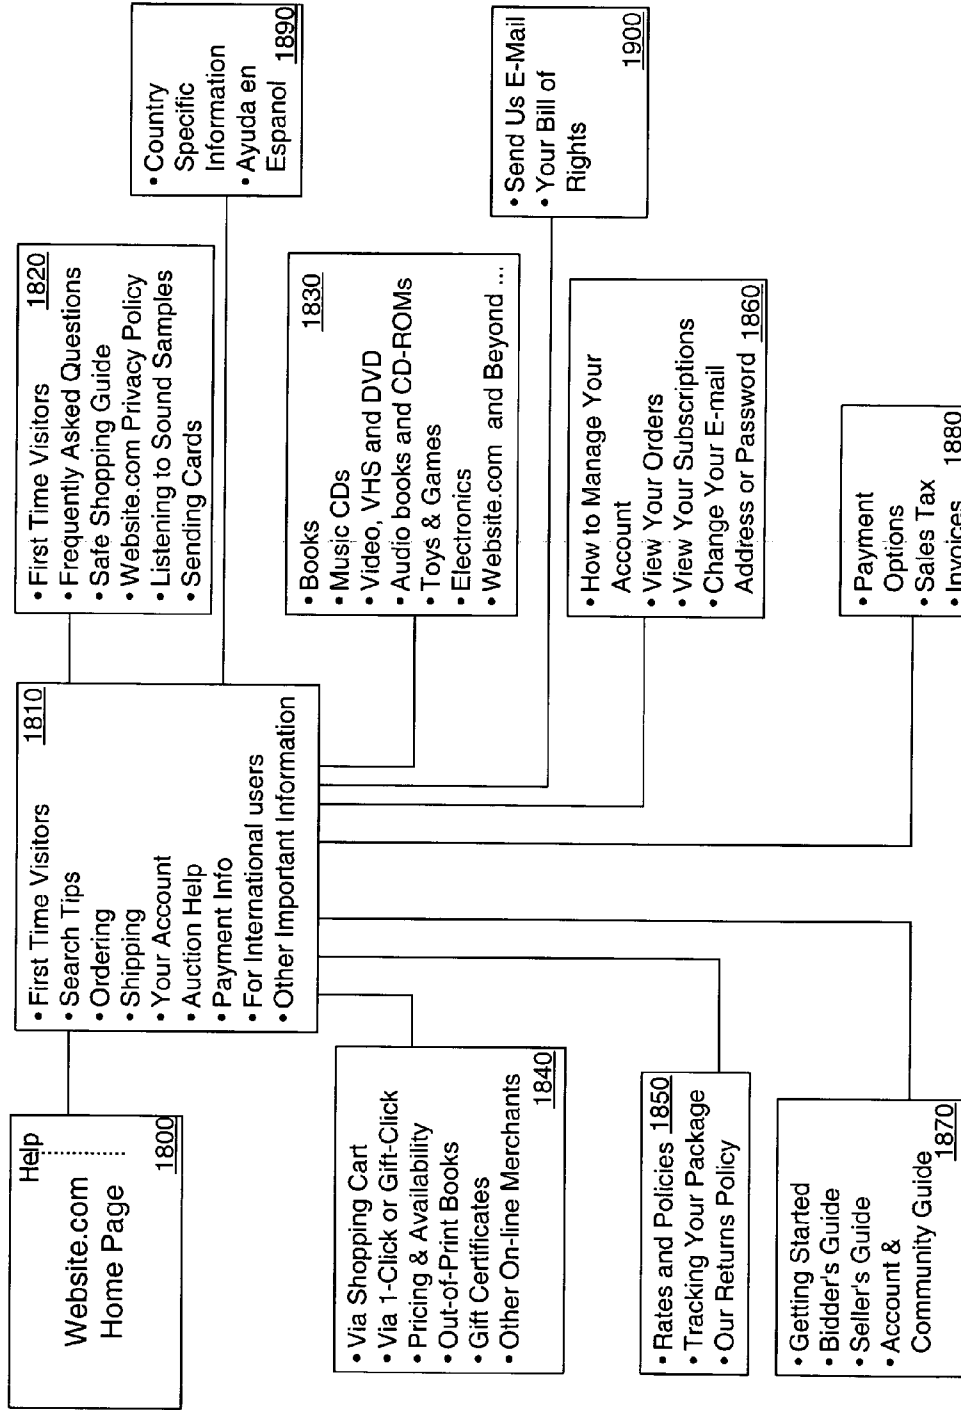 Help
Website.com
Home Page
1800
1810
• First Time Visitors
• Search Tips
• Ordering
• Shipping
• Your Account
• Auction Help
• Payment Info
• For International users
• Other Important Information
• First Time Visitors 1820
• Frequently Asked Questions
• Safe Shopping Guide
• Website.com Privacy Policy
• Listening to Sound Samples
• Sending Cards
• Country
Specific
Information
• Ayuda en
Espanol 1890
• Via Shopping Cart
• Via 1-Click or Gift-Click
• Pricing & Availability
• Out-of-Print Books
• Gift Certificates
• Other On-line Merchants
1840
• Books 1830
• Music CDs
• Video, VHS and DVD
• Audio books and CD-ROMs
• Toys & Games
• Electronics
• Website.com and Beyond ...
• Send Us E-Mail
• Your Bill of
Rights
1900
• Rates and Policies 1850
• Tracking Your Package
• Our Returns Policy
• How to Manage Your
Account
• View Your Orders
• View Your Subscriptions
• Change Your E-mail
Address or Password 1860
• Getting Started
• Bidder's Guide
• Seller's Guide
• Account &
Community Guide
1870
• Payment
Options
• Sales Tax
• Invoices 1880